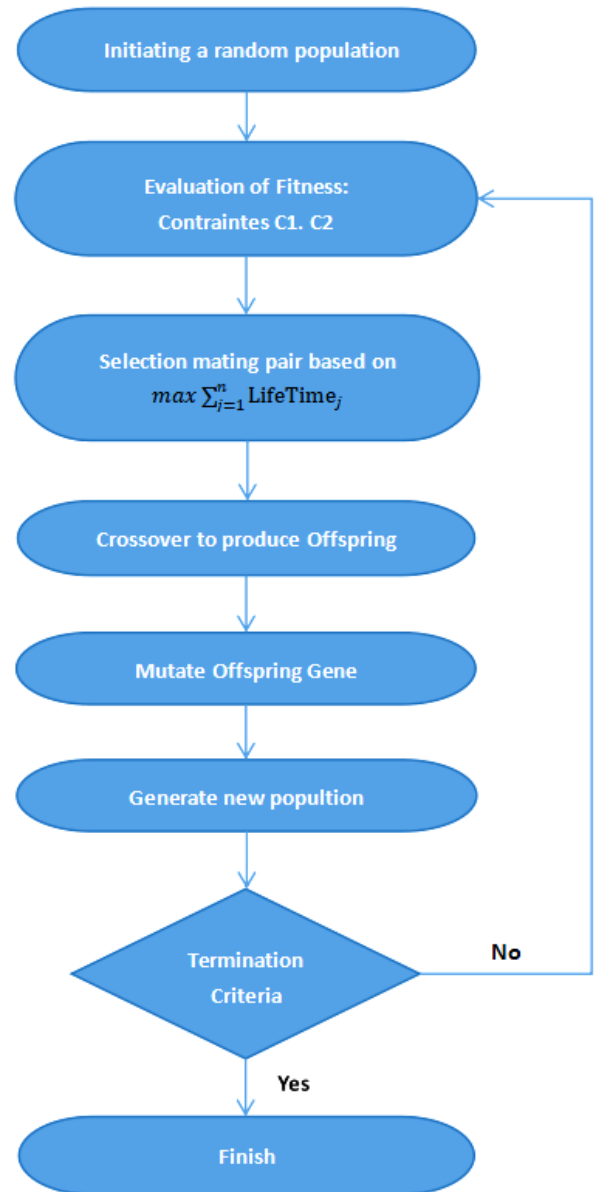 Initiating a random population
Evaluation of Fitness:
Contraintes C1. C2
Selection mating pair based on
max ∑ⁿⱼ₌₁ LifeTimeⱼ
Crossover to produce Offspring
Mutate Offspring Gene
Generate new popultion
Termination
Criteria
No
Yes
Finish